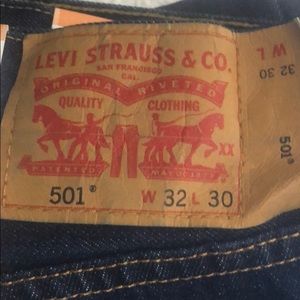 LEVI STRAUSS & CO.
SAN FRANCISCO
CAL.
ORIGINAL RIVETED
QUALITY CLOTHING
XX
PATENTED
501® W 32 L 30
W L
32 30
501®